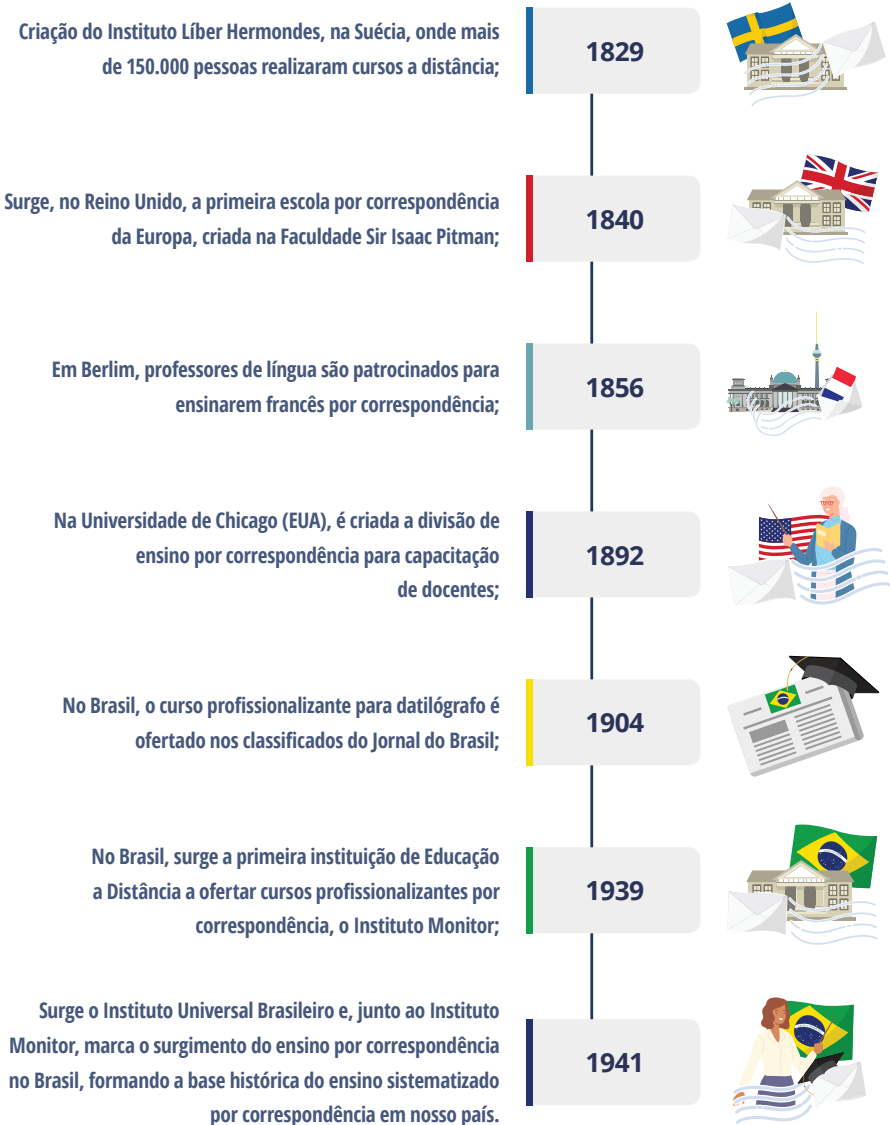 Criação do Instituto Líber Hermondes, na Suécia, onde mais
de 150.000 pessoas realizaram cursos a distância;
1829
Surge, no Reino Unido, a primeira escola por correspondência
da Europa, criada na Faculdade Sir Isaac Pitman;
1840
Em Berlim, professores de língua são patrocinados para
ensinarem francês por correspondência;
1856
Na Universidade de Chicago (EUA), é criada a divisão de
ensino por correspondência para capacitação
de docentes;
1892
No Brasil, o curso profissionalizante para datilógrafo é
ofertado nos classificados do Jornal do Brasil;
1904
No Brasil, surge a primeira instituição de Educação
a Distância a ofertar cursos profissionalizantes por
correspondência, o Instituto Monitor;
1939
Surge o Instituto Universal Brasileiro e, junto ao Instituto
Monitor, marca o surgimento do ensino por correspondência
no Brasil, formando a base histórica do ensino sistematizado
por correspondência em nosso país.
1941